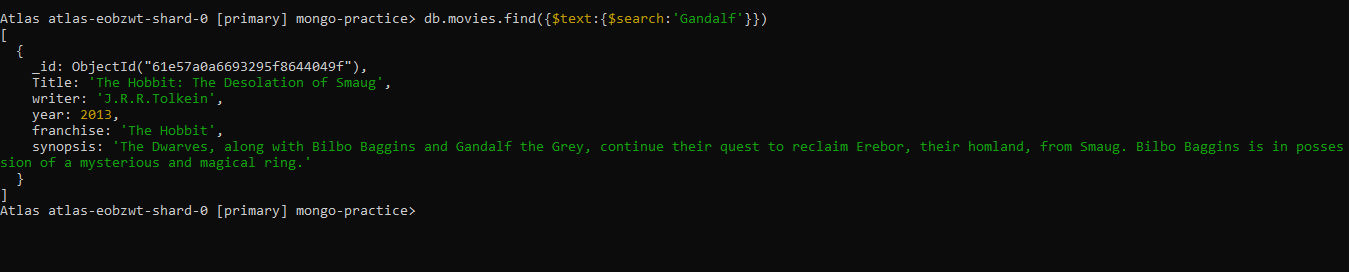 Atlas atlas-eobzwt-shard-0 [primary] mongo-practice> db.movies.find({$text:{$search:'Gandalf'}})
[
  {
    _id: ObjectId("61e57a0a6693295f8644049f"),
    Title: 'The Hobbit: The Desolation of Smaug',
    writer: 'J.R.R.Tolkein',
    year: 2013,
    franchise: 'The Hobbit',
    synopsis: 'The Dwarves, along with Bilbo Baggins and Gandalf the Grey, continue their quest to reclaim Erebor, their homland, from Smaug. Bilbo Baggins is in posses
sion of a mysterious and magical ring.'
  }
]
Atlas atlas-eobzwt-shard-0 [primary] mongo-practice>